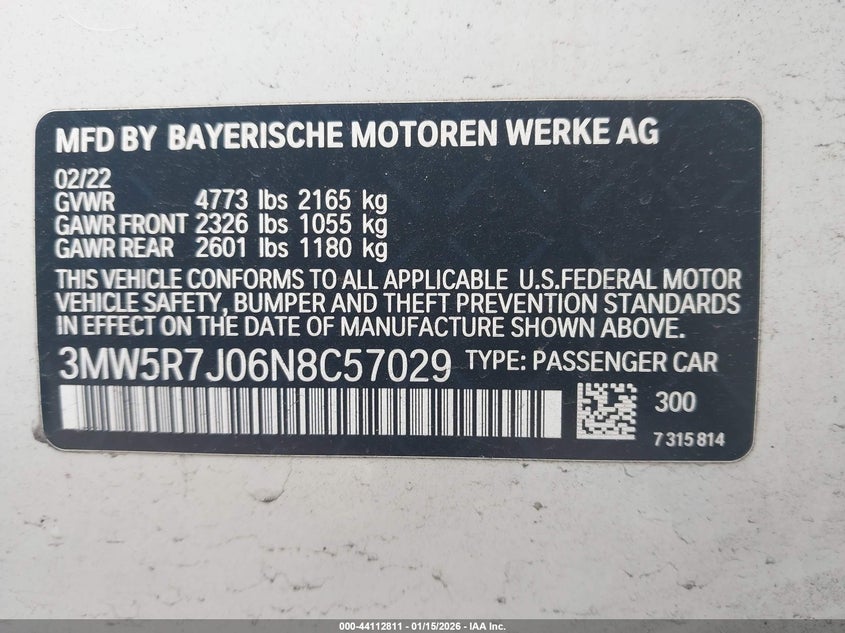 MFD BY BAYERISCHE MOTOREN WERKE AG
02/22
GVWR 4773 lbs 2165 kg
GAWR FRONT 2326 lbs 1055 kg
GAWR REAR 2601 lbs 1180 kg
THIS VEHICLE CONFORMS TO ALL APPLICABLE U.S.FEDERAL MOTOR
VEHICLE SAFETY, BUMPER AND THEFT PREVENTION STANDARDS
IN EFFECT ON THE DATE OF MANUFACTURE SHOWN ABOVE.
3MW5R7J06N8C57029 TYPE: PASSENGER CAR
300
7 315 814
000-44112811 - 01/15/2026 - IAA Inc.